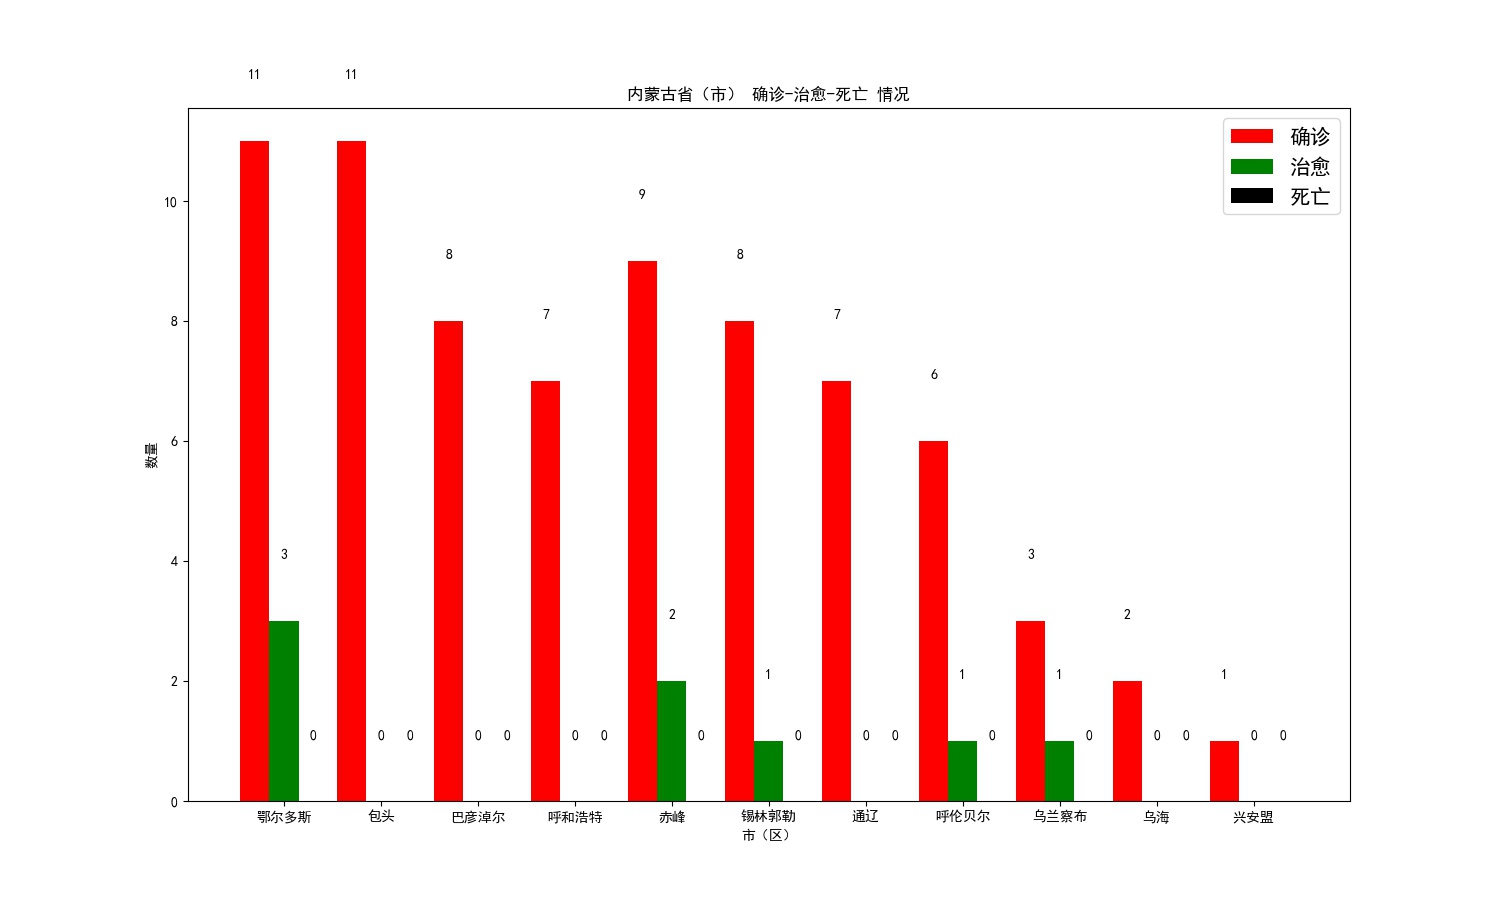 11 11
内蒙古省（市） 确诊-治愈-死亡 情况
确诊
治愈
死亡
10
9
8 8
8
7 7
6
6
数量
4
3 3
2 2
2
1 1 1 1
0 0 0 0 0 0 0 0 0 0 0 0 0 0 0 0 0
0
鄂尔多斯 包头 巴彦淖尔 呼和浩特 赤峰 锡林郭勒 通辽 呼伦贝尔 乌兰察布 乌海 兴安盟
市（区）